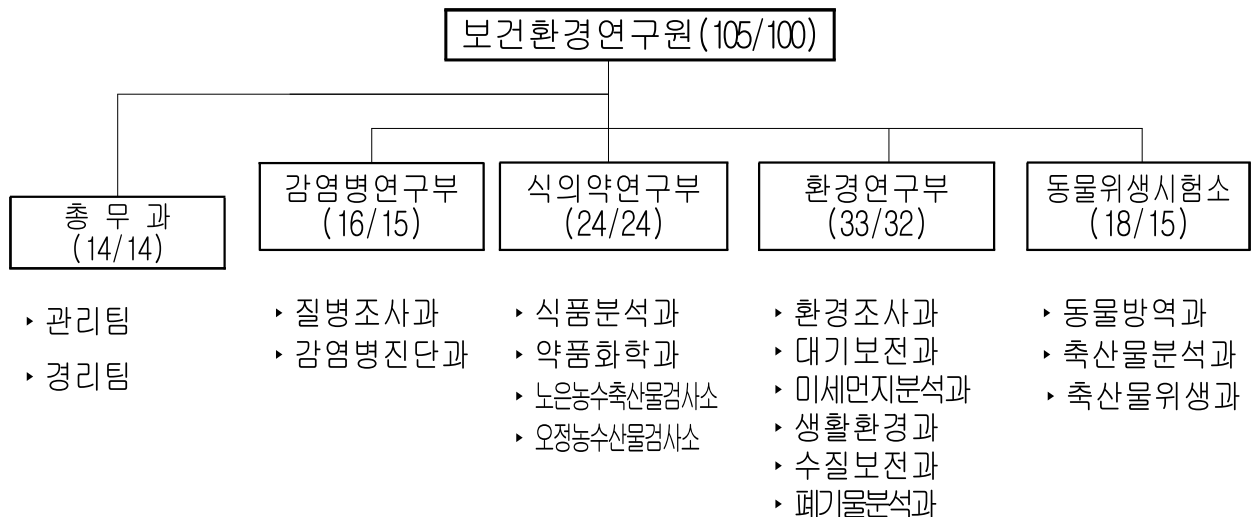 보건환경연구원(105/100)
총 무 과
(14/14)
▸ 관리팀
▸ 경리팀
감염병연구부
(16/15)
▸ 질병조사과
▸ 감염병진단과
식의약연구부
(24/24)
▸ 식품분석과
▸ 약품화학과
▸ 노은농수축산물검사소
▸ 오정농수산물검사소
환경연구부
(33/32)
▸ 환경조사과
▸ 대기보전과
▸ 미세먼지분석과
▸ 생활환경과
▸ 수질보전과
▸ 폐기물분석과
동물위생시험소
(18/15)
▸ 동물방역과
▸ 축산물분석과
▸ 축산물위생과